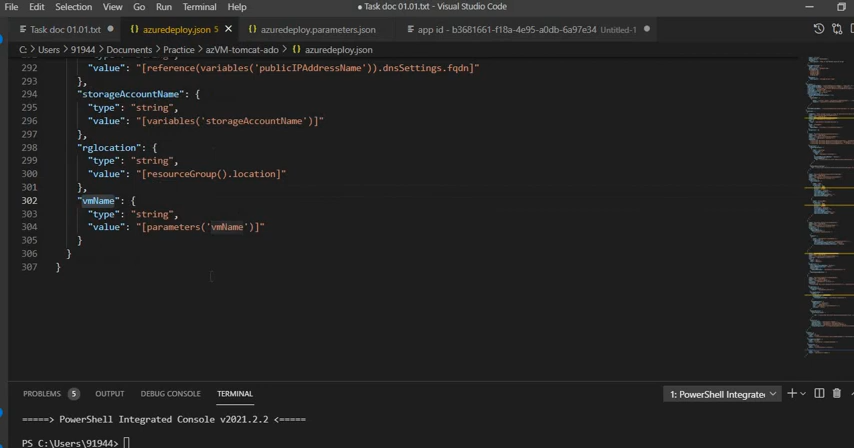 File Edit Selection View Go Run Terminal Help
● Task doc 01.01.txt - Visual Studio Code
Task doc 01.01.txt ● {} azuredeploy.json 5 ✕ {} azuredeploy.parameters.json app id - b3681661-f18a-4e95-a0db-6a97e34 Untitled-1 ●
C: > Users > 91944 > Documents > Practice > azVM-tomcat-ado > {} azuredeploy.json
292 "value": "[reference(variables('publicIPAddressName')).dnsSettings.fqdn]"
293 },
294 "storageAccountName": {
295 "type": "string",
296 "value": "[variables('storageAccountName')]"
297 },
298 "rglocation": {
299 "type": "string",
300 "value": "[resourceGroup().location]"
301 },
302 "vmName": {
303 "type": "string",
304 "value": "[parameters('vmName')]"
305 }
306 }
307 }
PROBLEMS 5 OUTPUT DEBUG CONSOLE TERMINAL
1: PowerShell Integrate
=====> PowerShell Integrated Console v2021.2.2 <=====
PS C:\Users\91944>